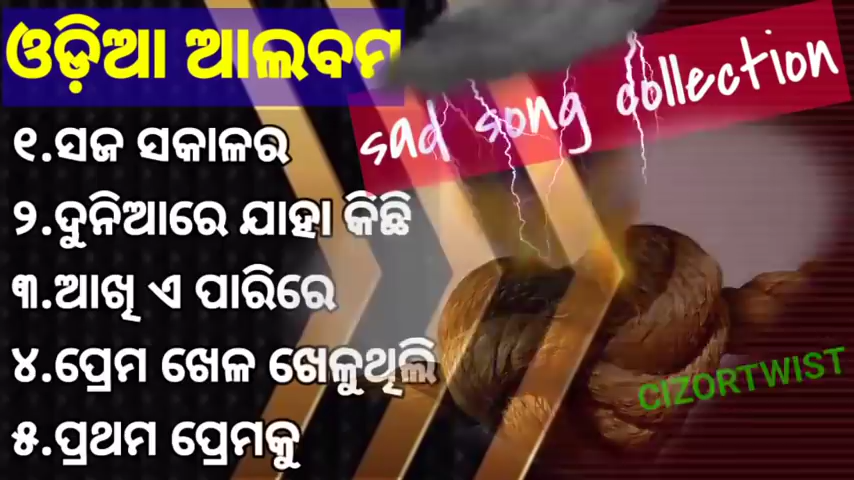 ଓଡ଼ିଆ ଆଲବମ
sad song collection
୧.ସଜ ସକାଳର
୨.ଦୁନିଆରେ ଯାହା କିଛି
୩.ଆଖି ଏ ପାରିରେ
୪.ପ୍ରେମ ଖେଳ ଖେଳୁଥିଲି
୫.ପ୍ରଥମ ପ୍ରେମକୁ
CIZORTWIST